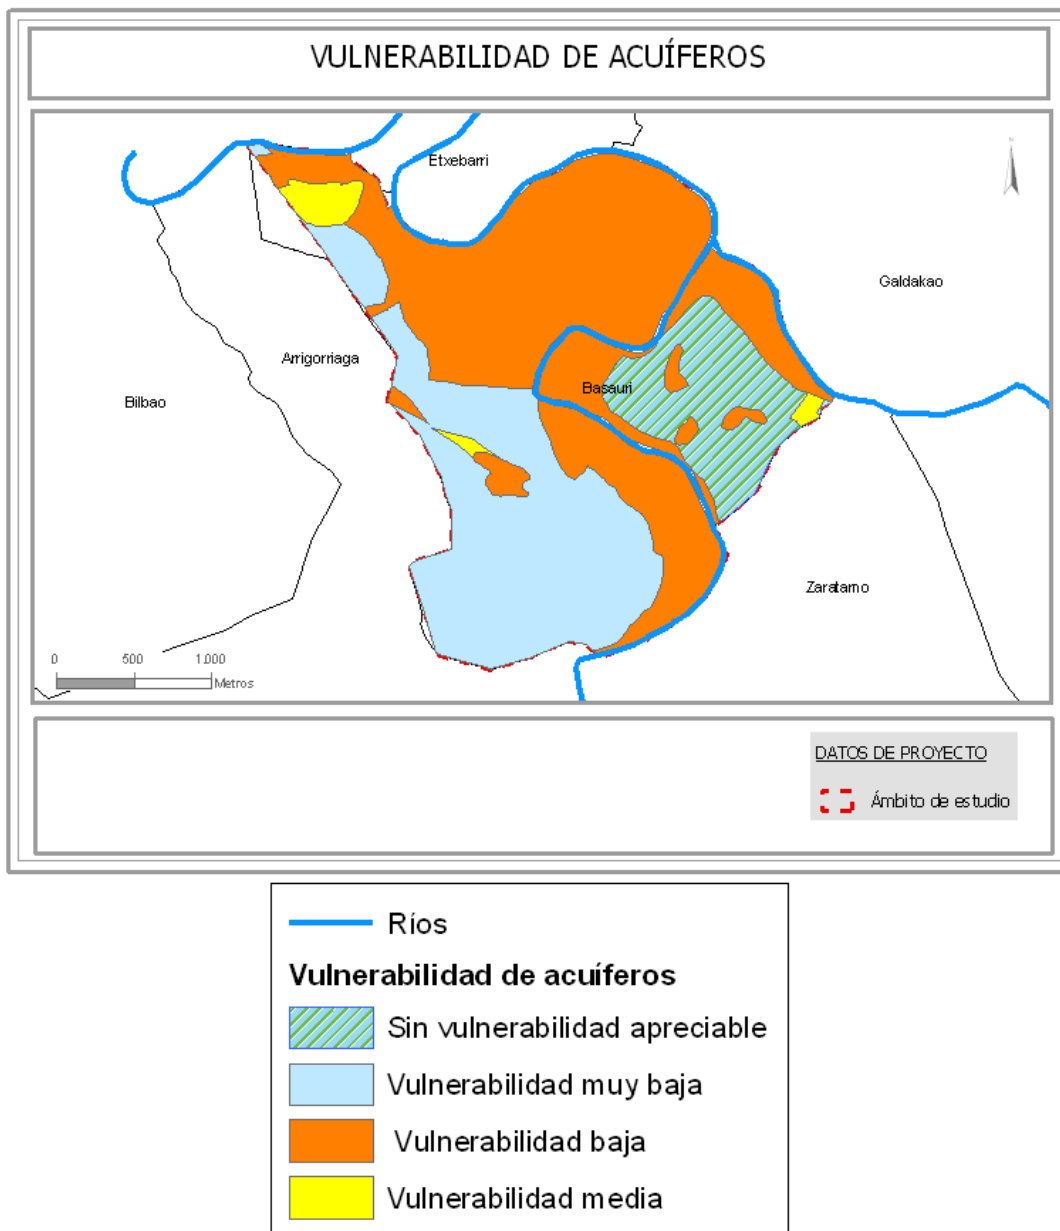 VULNERABILIDAD DE ACUÍFEROS
Etxebarri
Galdakao
Arrigorriaga
Basauri
Bilbao
Zaratamo
0 500 1.000
Metros
DATOS DE PROYECTO
Ámbito de estudio
Ríos
Vulnerabilidad de acuíferos
Sin vulnerabilidad apreciable
Vulnerabilidad muy baja
Vulnerabilidad baja
Vulnerabilidad media